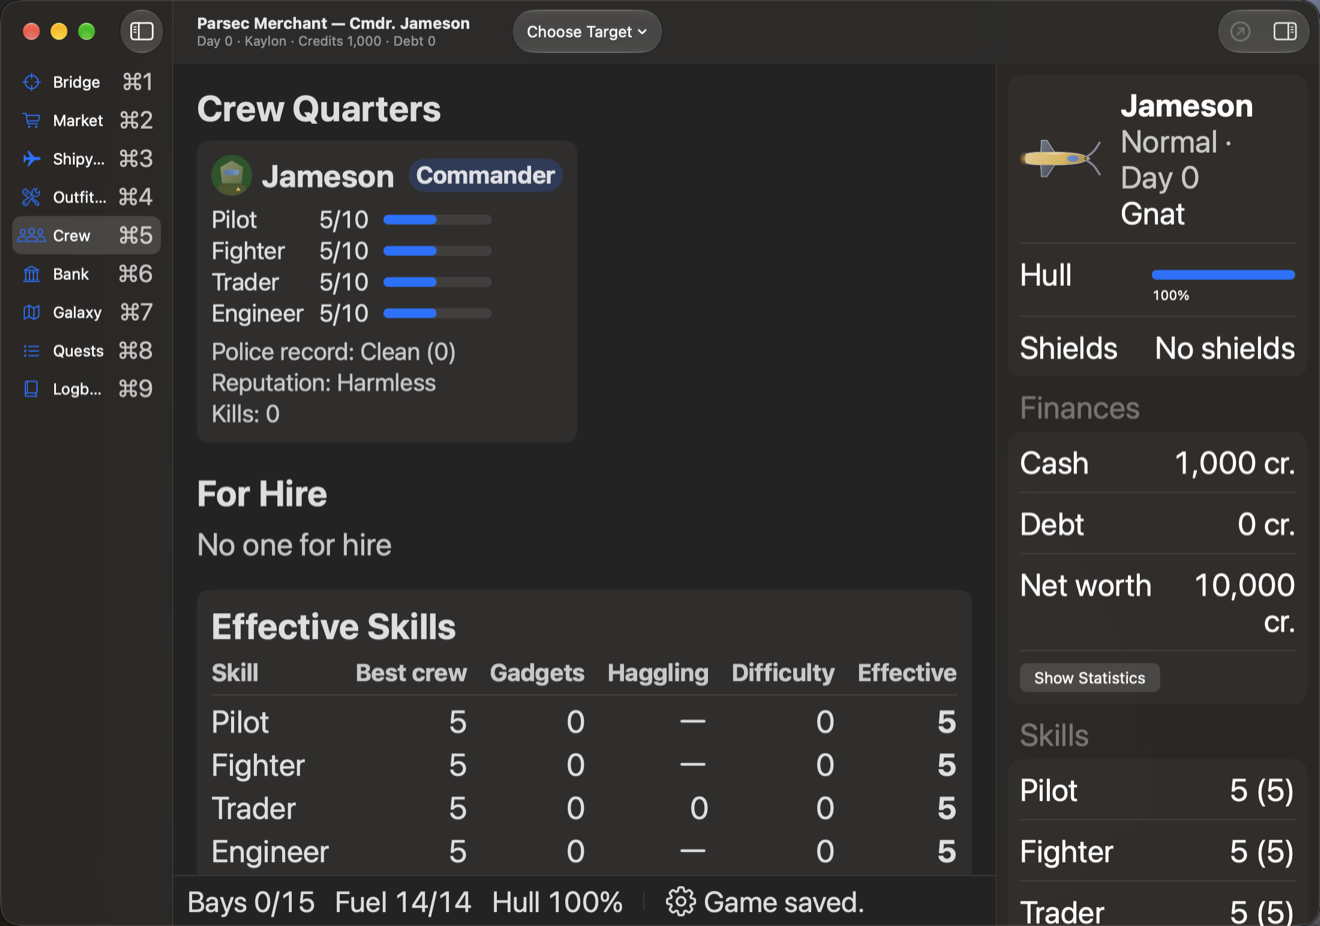 Parsec Merchant — Cmdr. Jameson
Day 0 · Kaylon · Credits 1,000 · Debt 0
Choose Target
Bridge ⌘1
Market ⌘2
Shipy... ⌘3
Outfit... ⌘4
Crew ⌘5
Bank ⌘6
Galaxy ⌘7
Quests ⌘8
Logb... ⌘9
Crew Quarters
Jameson Commander
Pilot 5/10
Fighter 5/10
Trader 5/10
Engineer 5/10
Police record: Clean (0)
Reputation: Harmless
Kills: 0
For Hire
No one for hire
Effective Skills
Skill Best crew Gadgets Haggling Difficulty Effective
Pilot 5 0 — 0 5
Fighter 5 0 — 0 5
Trader 5 0 0 0 5
Engineer 5 0 — 0 5
Bays 0/15 Fuel 14/14 Hull 100% Game saved.
Jameson
Normal ·
Day 0
Gnat
Hull
100%
Shields No shields
Finances
Cash 1,000 cr.
Debt 0 cr.
Net worth 10,000
cr.
Show Statistics
Skills
Pilot 5 (5)
Fighter 5 (5)
Trader 5 (5)